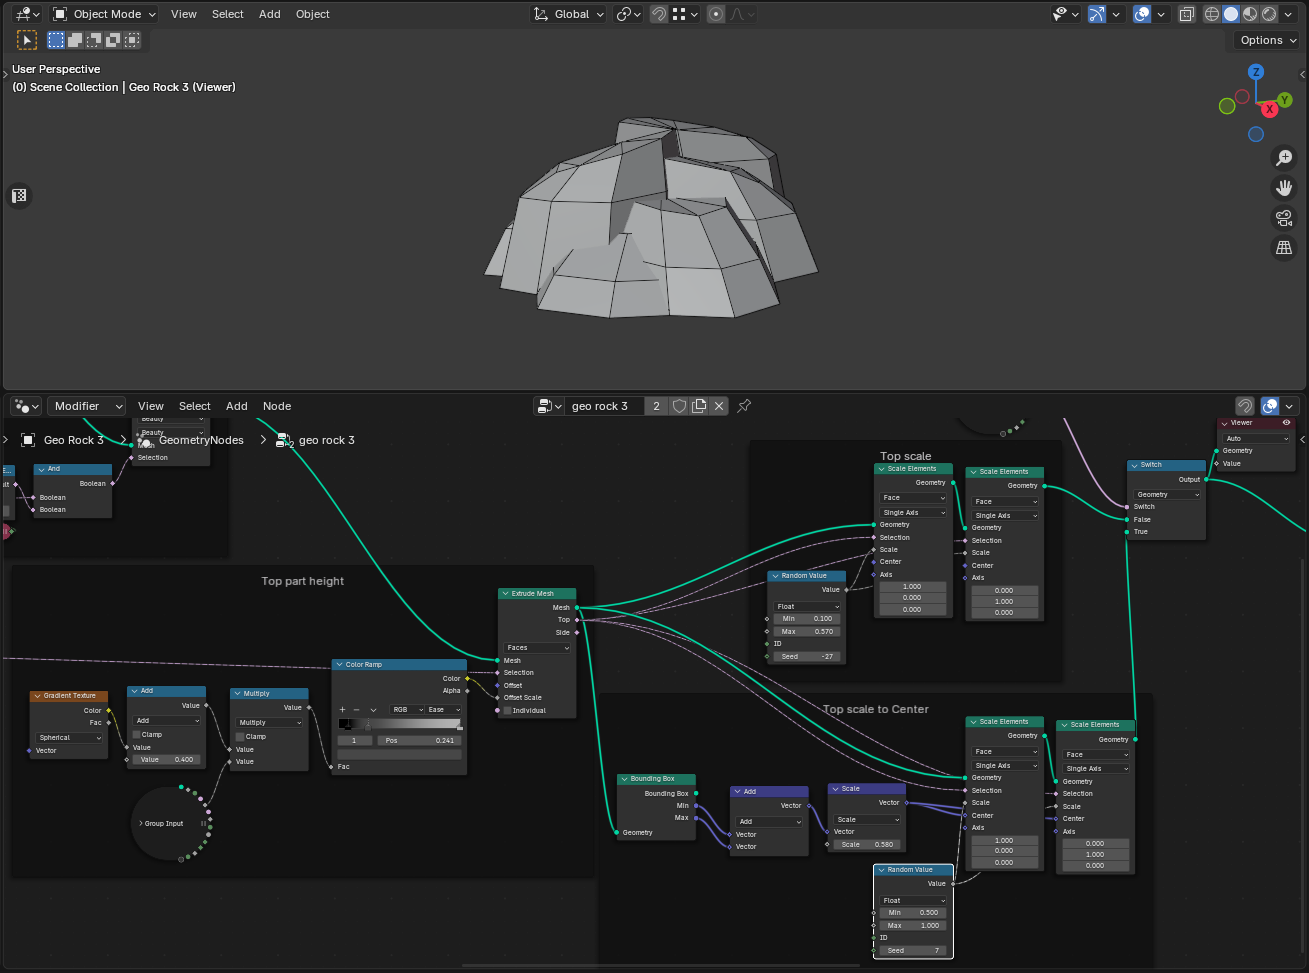 Object Mode View Select Add Object Global
Options
User Perspective
(0) Scene Collection | Geo Rock 3 (Viewer)
Z
Y
X
Modifier View Select Add Node geo rock 3 2
Beauty
Beauty
Geo Rock 3 > GeometryNodes > geo rock 3
Selection
And
Boolean
Boolean
Boolean
Top part height
Gradient Texture
Color
Fac
Spherical
Vector
Add
Value
Add
Clamp
Value
Value 0.400
Multiply
Value
Multiply
Clamp
Value
Value
Group Input
Color Ramp
Color
Alpha
RGB Ease
1 Pos 0.241
Fac
Extrude Mesh
Mesh
Top
Side
Faces
Mesh
Selection
Offset
Offset Scale
Individual
Top scale
Random Value
Value
Float
Min 0.100
Max 0.570
ID
Seed -27
Scale Elements
Geometry
Face
Single Axis
Geometry
Selection
Scale
Center
Axis
1.000
0.000
0.000
Scale Elements
Geometry
Face
Single Axis
Geometry
Selection
Scale
Center
Axis
0.000
1.000
0.000
Switch
Output
Geometry
Switch
False
True
Viewer
Auto
Geometry
Value
Top scale to Center
Bounding Box
Bounding Box
Min
Max
Geometry
Add
Vector
Add
Vector
Vector
Scale
Vector
Scale
Vector
Scale 0.580
Random Value
Value
Float
Min 0.500
Max 1.000
ID
Seed 7
Scale Elements
Geometry
Face
Single Axis
Geometry
Selection
Scale
Center
Axis
1.000
0.000
0.000
Scale Elements
Geometry
Face
Single Axis
Geometry
Selection
Scale
Center
Axis
0.000
1.000
0.000